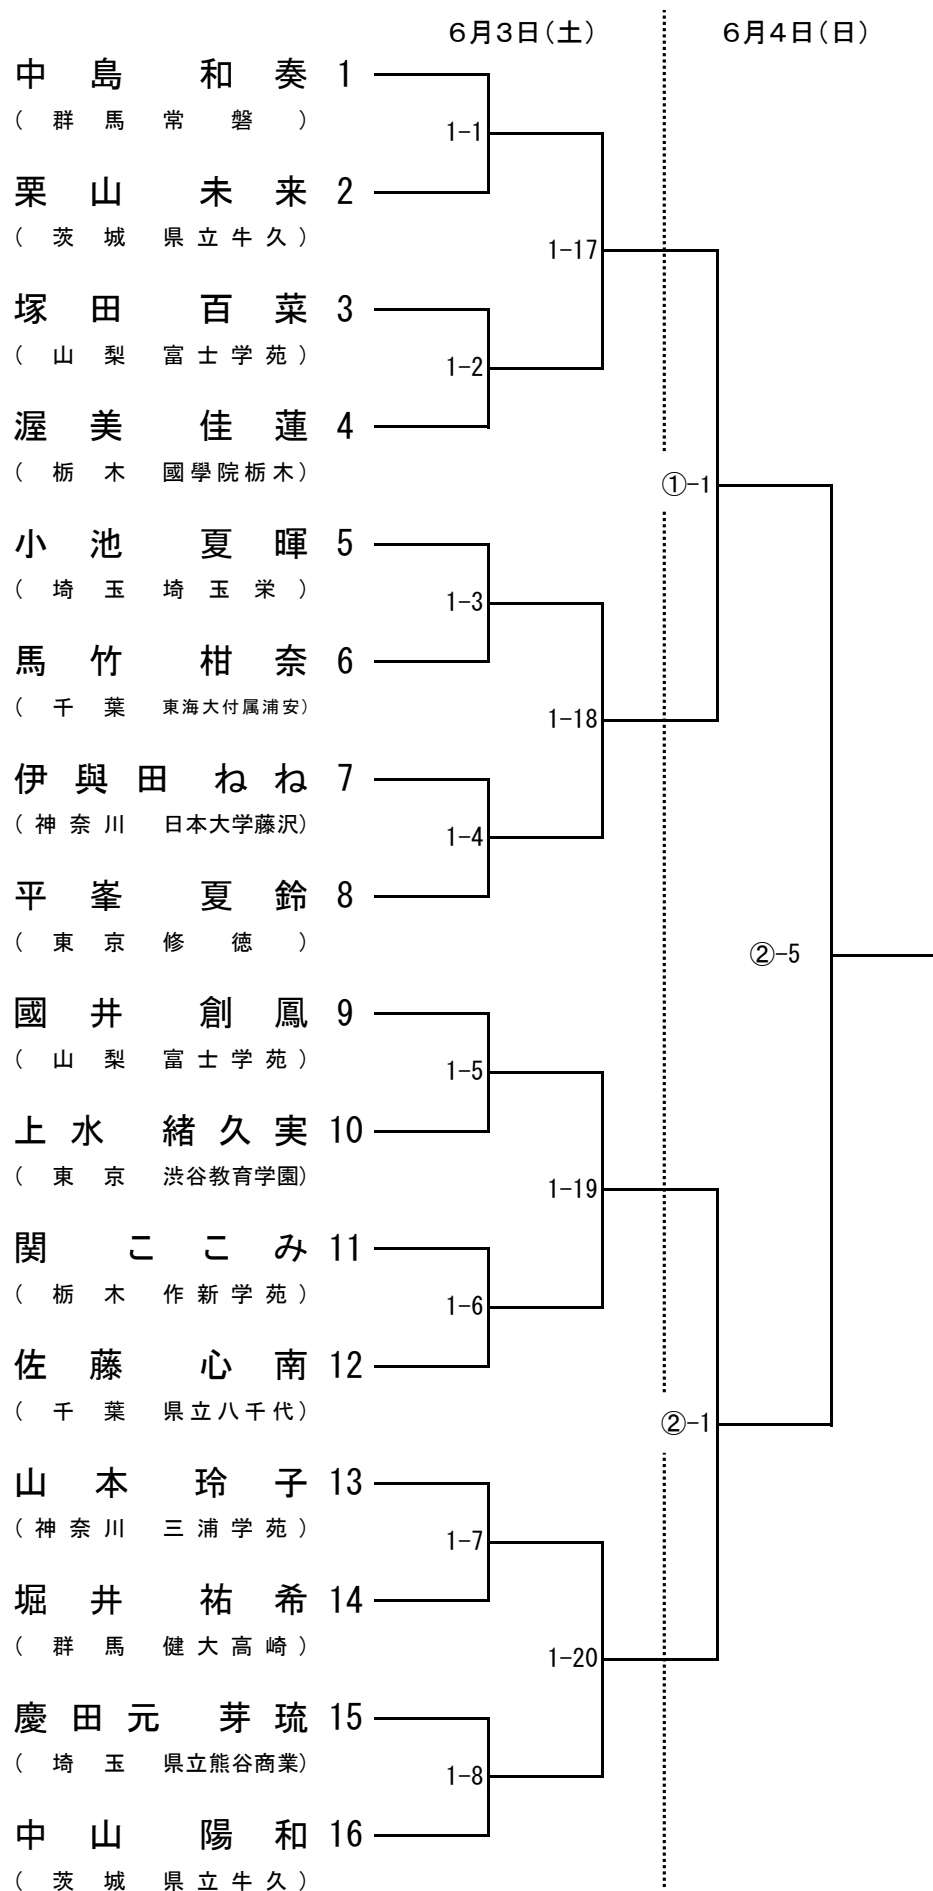 6月3日(土) 6月4日(日)
中島 和奏 1
(群馬 常磐)
1-1
栗山 未来 2
(茨城 県立牛久)
1-17
塚田 百菜 3
(山梨 富士学苑)
1-2
渥美 佳蓮 4
(栃木 國學院栃木)
①-1
小池 夏暉 5
(埼玉 埼玉栄)
1-3
馬竹 柑奈 6
(千葉 東海大付属浦安)
1-18
伊與田 ねね 7
(神奈川 日本大学藤沢)
1-4
平峯 夏鈴 8
(東京 修徳)
②-5
國井 創鳳 9
(山梨 富士学苑)
1-5
上水 緒久実 10
(東京 渋谷教育学園)
1-19
関 ここみ 11
(栃木 作新学苑)
1-6
佐藤 心南 12
(千葉 県立八千代)
②-1
山本 玲子 13
(神奈川 三浦学苑)
1-7
堀井 祐希 14
(群馬 健大高崎)
1-20
慶田元 芽琉 15
(埼玉 県立熊谷商業)
1-8
中山 陽和 16
(茨城 県立牛久)